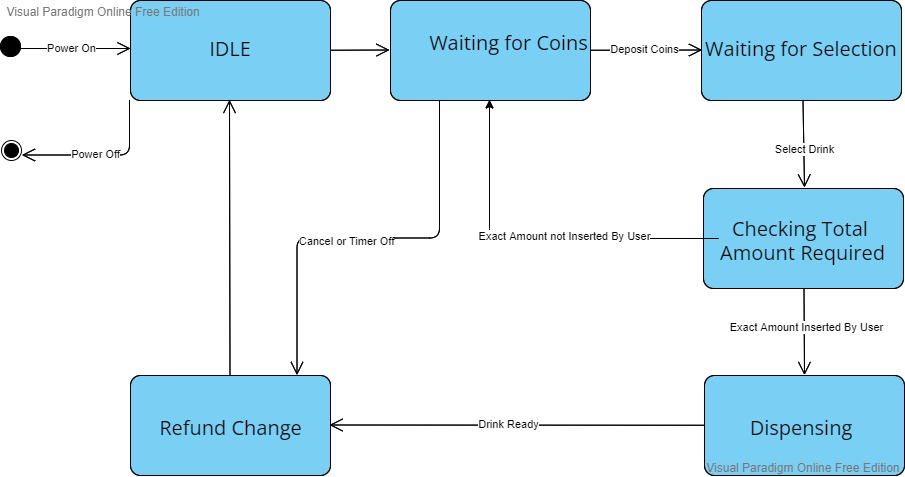 Visual Paradigm Online Free Edition
Power On
IDLE
Waiting for Coins
Deposit Coins
Waiting for Selection
Power Off
Select Drink
Cancel or Timer Off
Exact Amount not Inserted By User
Checking Total
Amount Required
Exact Amount Inserted By User
Refund Change
Drink Ready
Dispensing
Visual Paradigm Online Free Edition